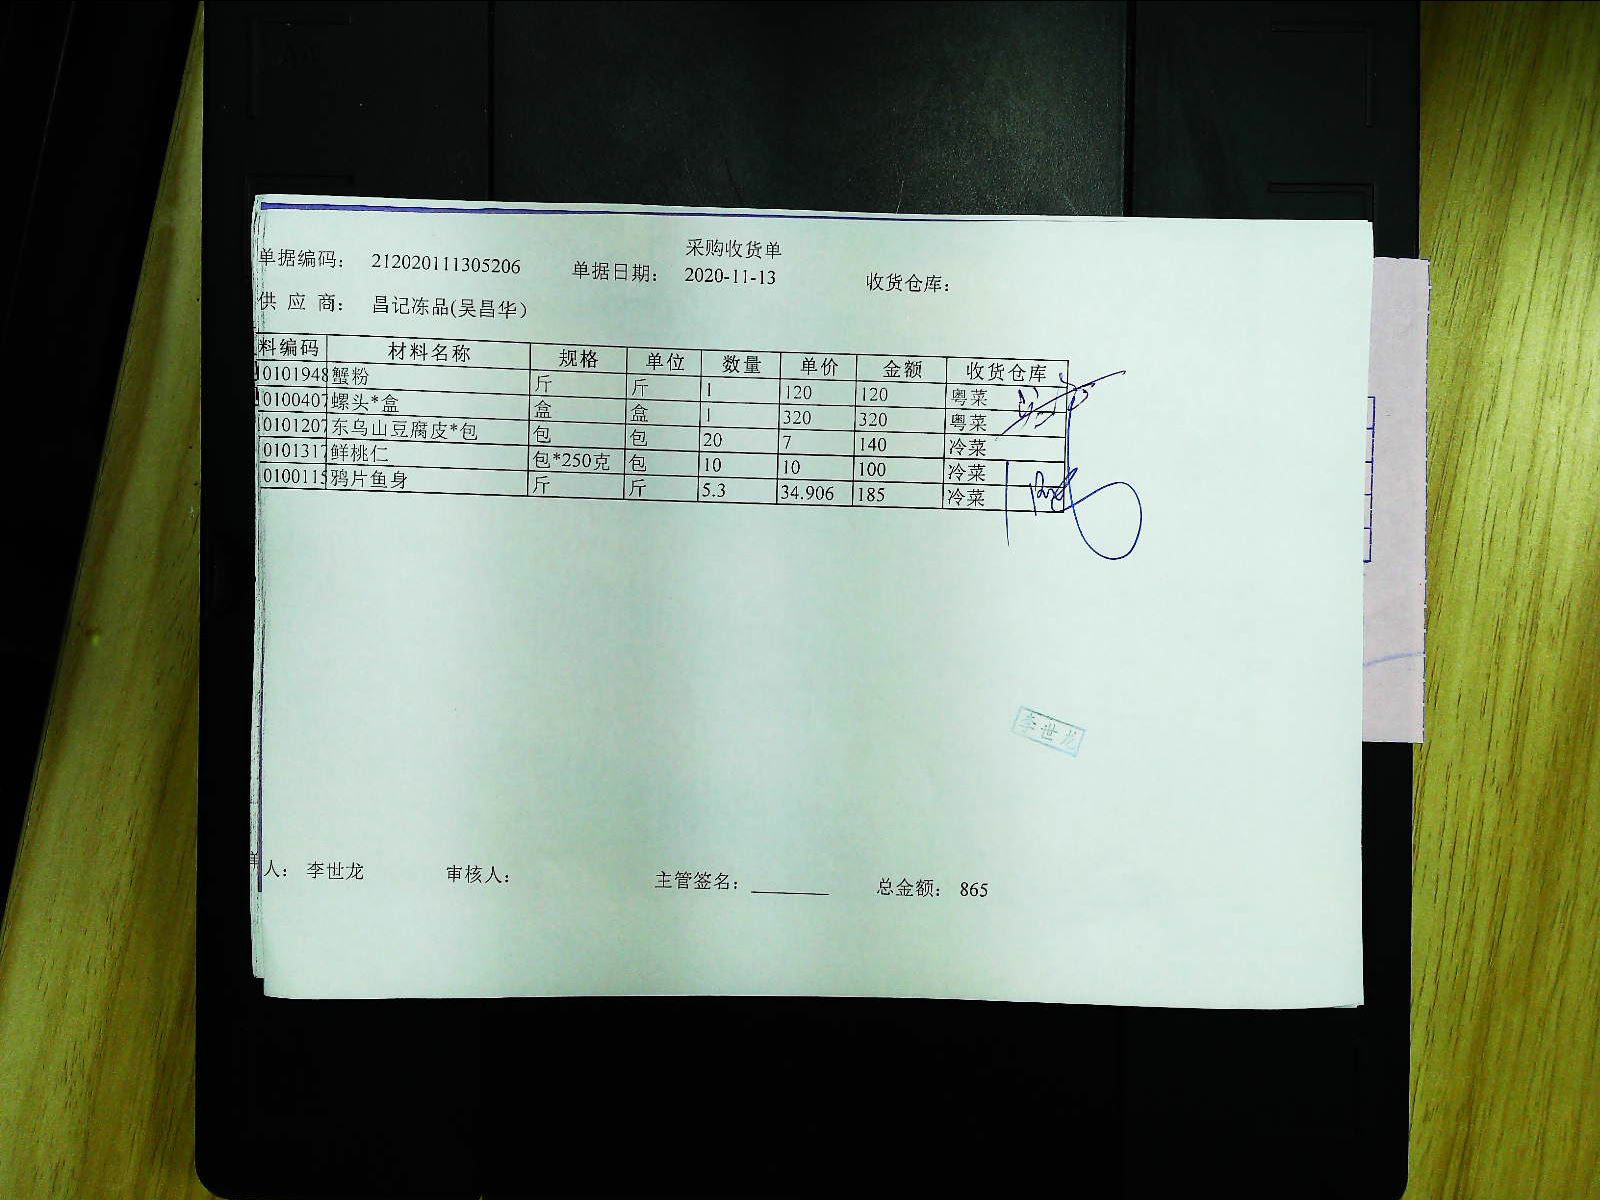 采购收货单
单据编码： 212020111305206 单据日期： 2020-11-13 收货仓库：
供 应 商： 昌记冻品(吴昌华)
料编码 材料名称 规格 单位 数量 单价 金额 收货仓库
0101948 蟹粉 斤 斤 1 120 120 粤菜
0100407 螺头*盒 盒 盒 1 320 320 粤菜
0101207 东乌山豆腐皮*包 包 包 20 7 140 冷菜
0101317 鲜桃仁 包*250克 包 10 10 100 冷菜
0100115 鸦片鱼身 斤 斤 5.3 34.906 185 冷菜
李世龙
人： 李世龙 审核人： 主管签名： 总金额： 865